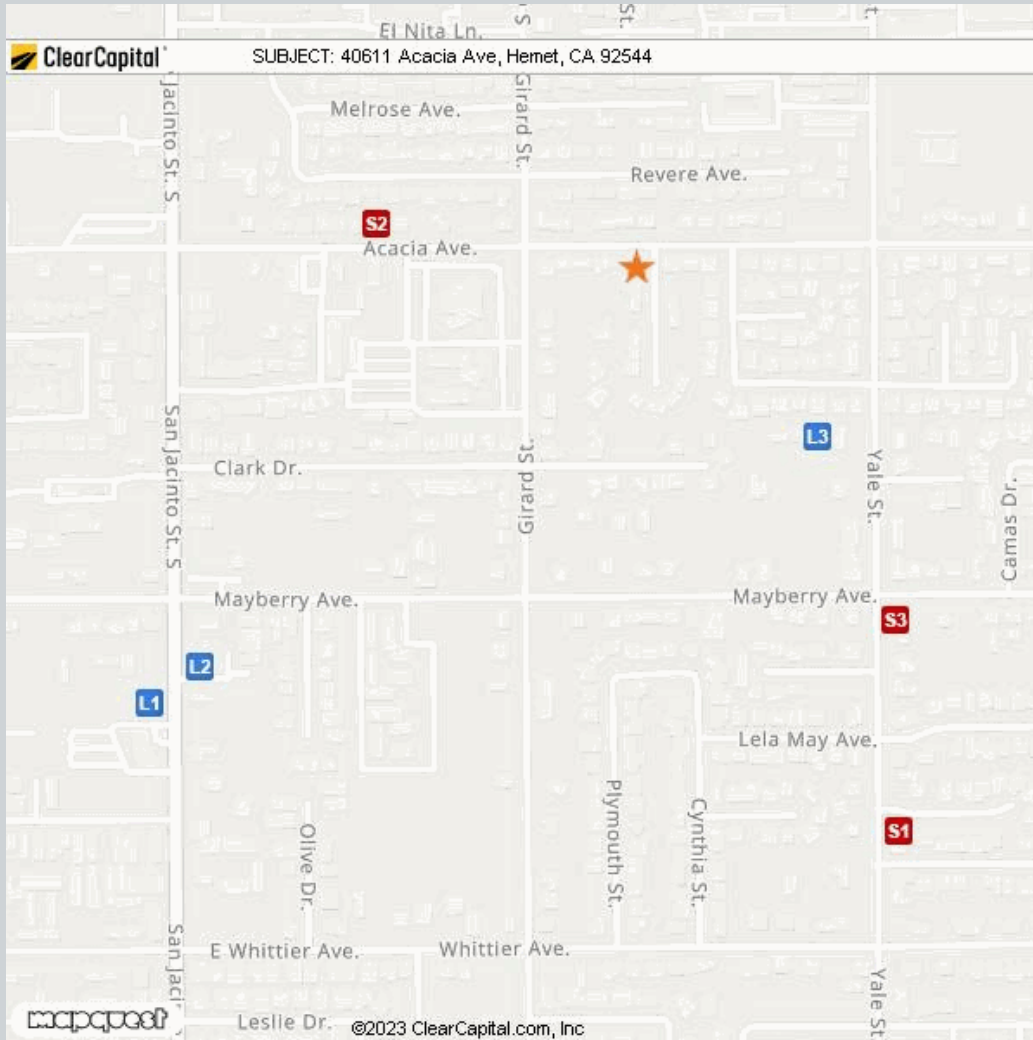 S
St.
t.
El Nita Ln.
ClearCapital
SUBJECT: 40611 Acacia Ave, Hemet, CA 92544
Jacinto St. S
Girard St.
Melrose Ave.
Revere Ave.
S2
Acacia Ave.
San Jacinto St. S
Girard St.
L3
Clark Dr.
Yale St.
Camas Dr.
Mayberry Ave.
Mayberry Ave.
S3
L2
L1
Lela May Ave.
Plymouth St.
Cynthia St.
S1
Olive Dr.
San Jaci
E Whittier Ave.
Whittier Ave.
Yale St
mapquest
Leslie Dr.
©2023 ClearCapital.com, Inc